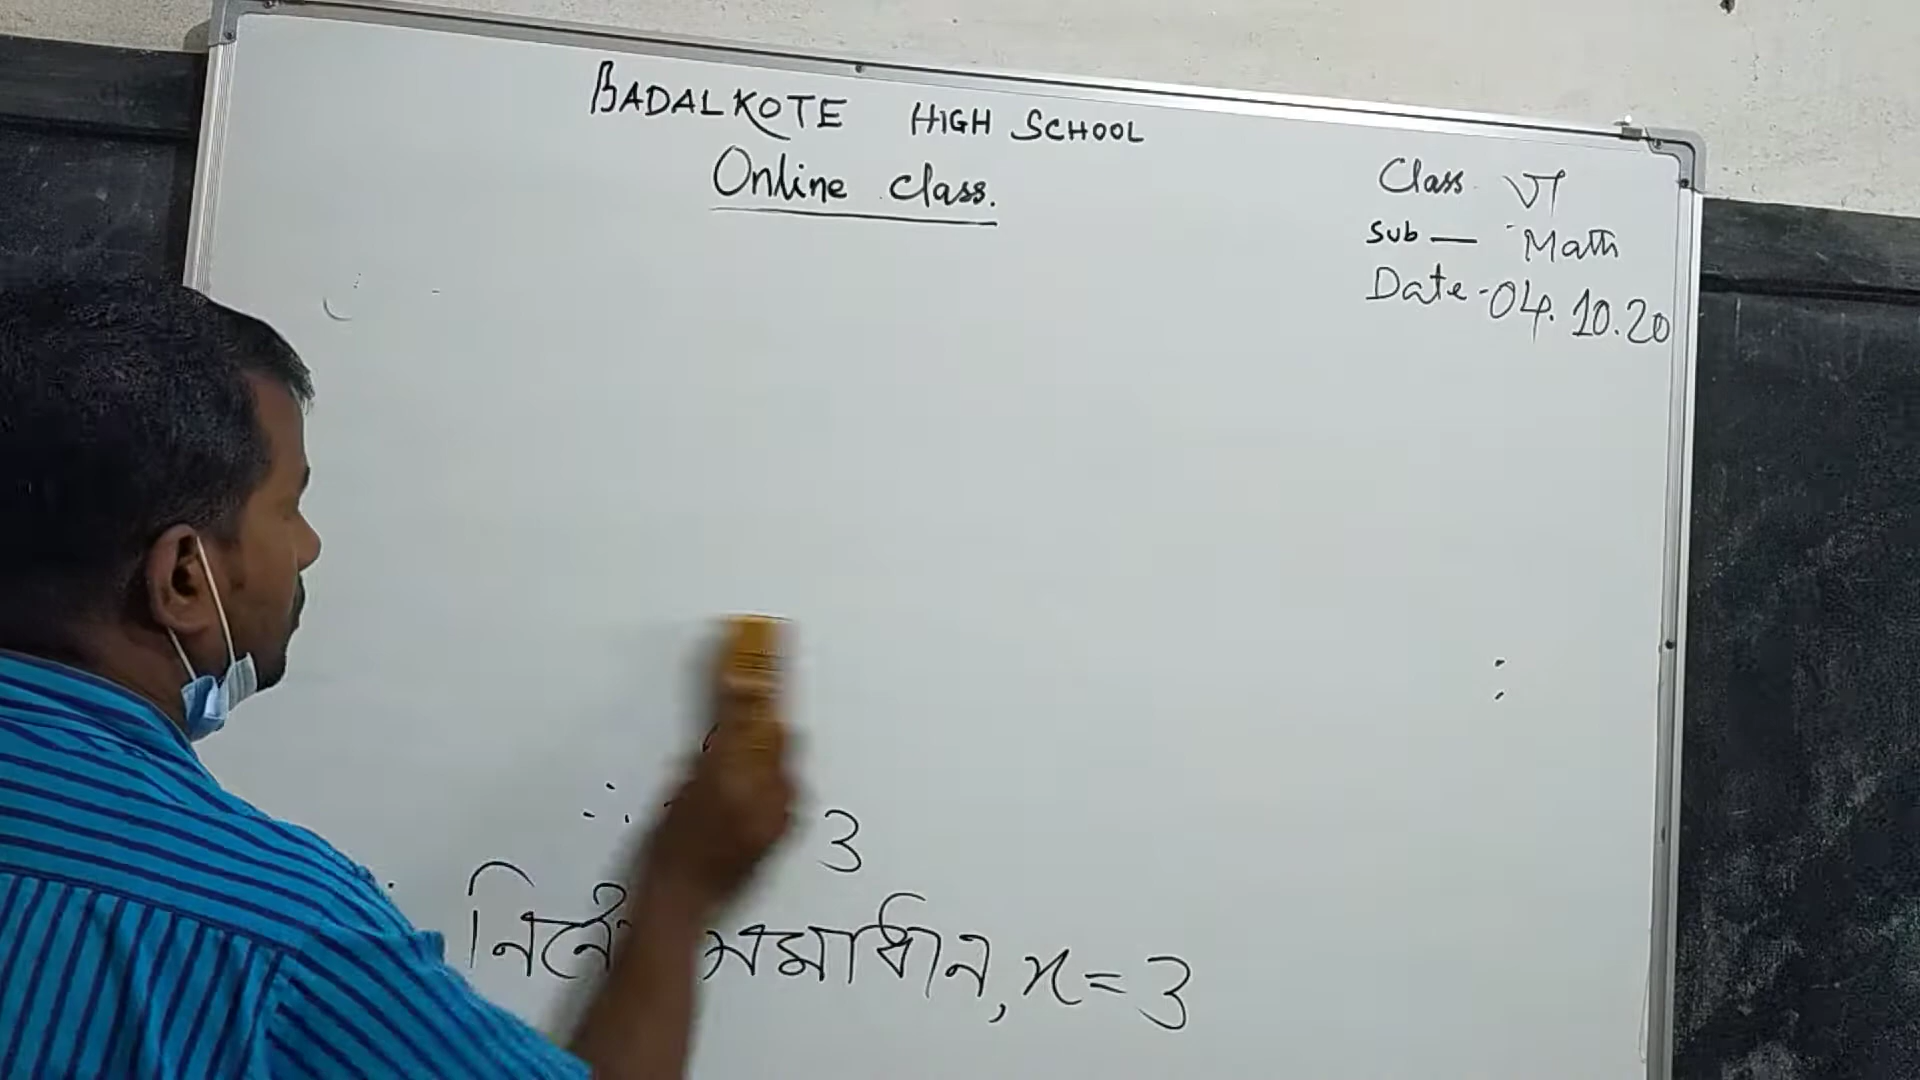 BADALKOTE HIGH SCHOOL
Online class.
Class VI
Sub — Math
Date - 04.10.20
∴ 3
সমাধান, x = 3